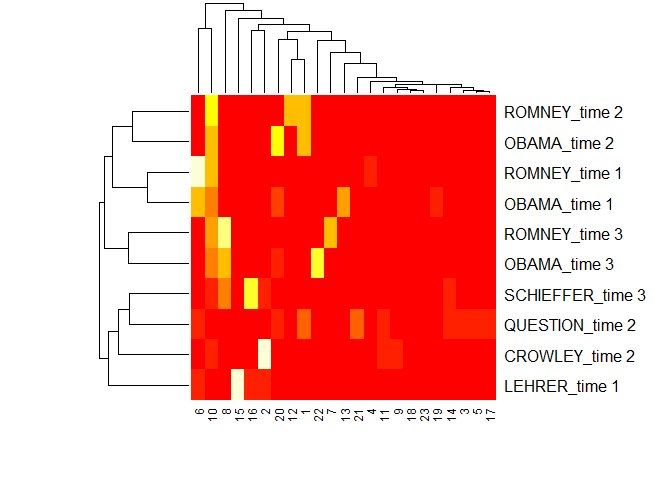 ROMNEY_time 2
OBAMA_time 2
ROMNEY_time 1
OBAMA_time 1
ROMNEY_time 3
OBAMA_time 3
SCHIEFFER_time 3
QUESTION_time 2
CROWLEY_time 2
LEHRER_time 1
6 10 8 15 16 2 20 12 1 22 7 13 21 4 11 9 18 23 19 14 3 5 17